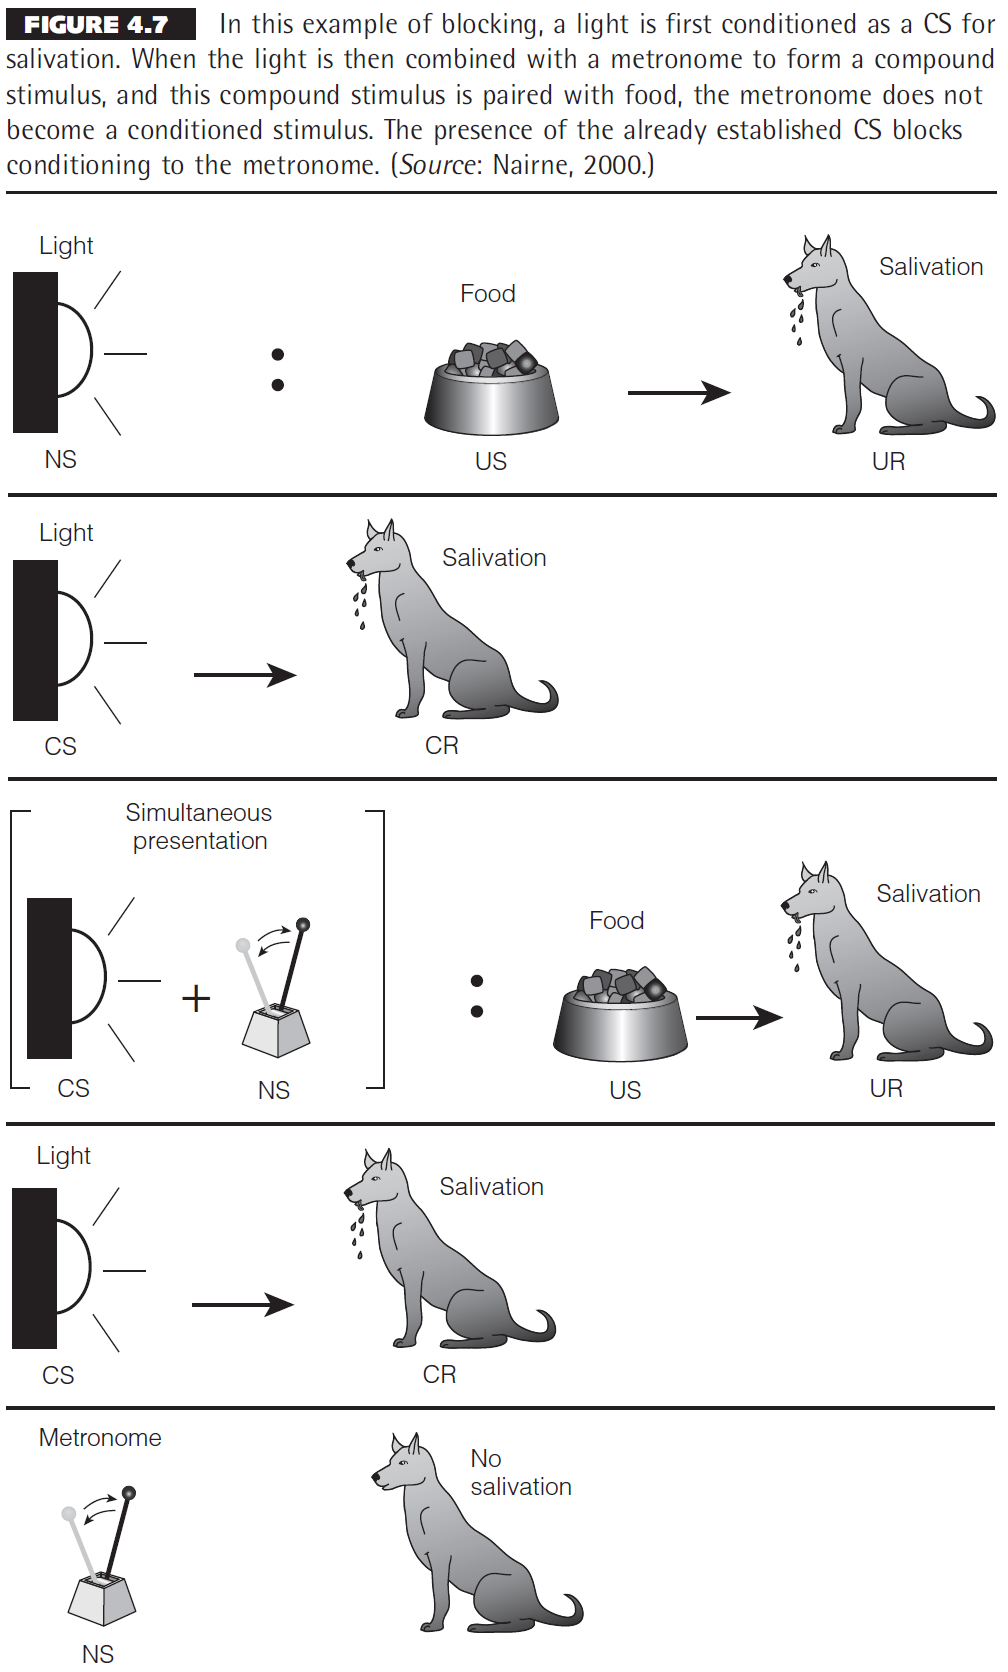 FIGURE 4.7 In this example of blocking, a light is first conditioned as a CS for
salivation. When the light is then combined with a metronome to form a compound
stimulus, and this compound stimulus is paired with food, the metronome does not
become a conditioned stimulus. The presence of the already established CS blocks
conditioning to the metronome. (Source: Nairne, 2000.)
Light
Food
Salivation
:
NS
US
UR
Light
Salivation
CS
CR
Simultaneous
presentation
Food
Salivation
+
:
CS
NS
US
UR
Light
Salivation
CS
CR
Metronome
No
salivation
NS